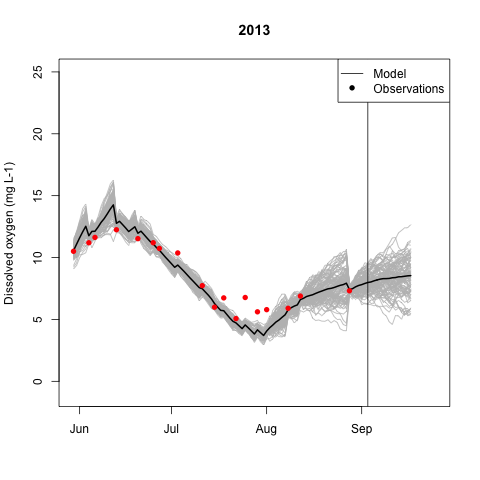 2013
Model
Observations
Dissolved oxygen (mg L-1)
25
20
15
10
5
0
Jun
Jul
Aug
Sep